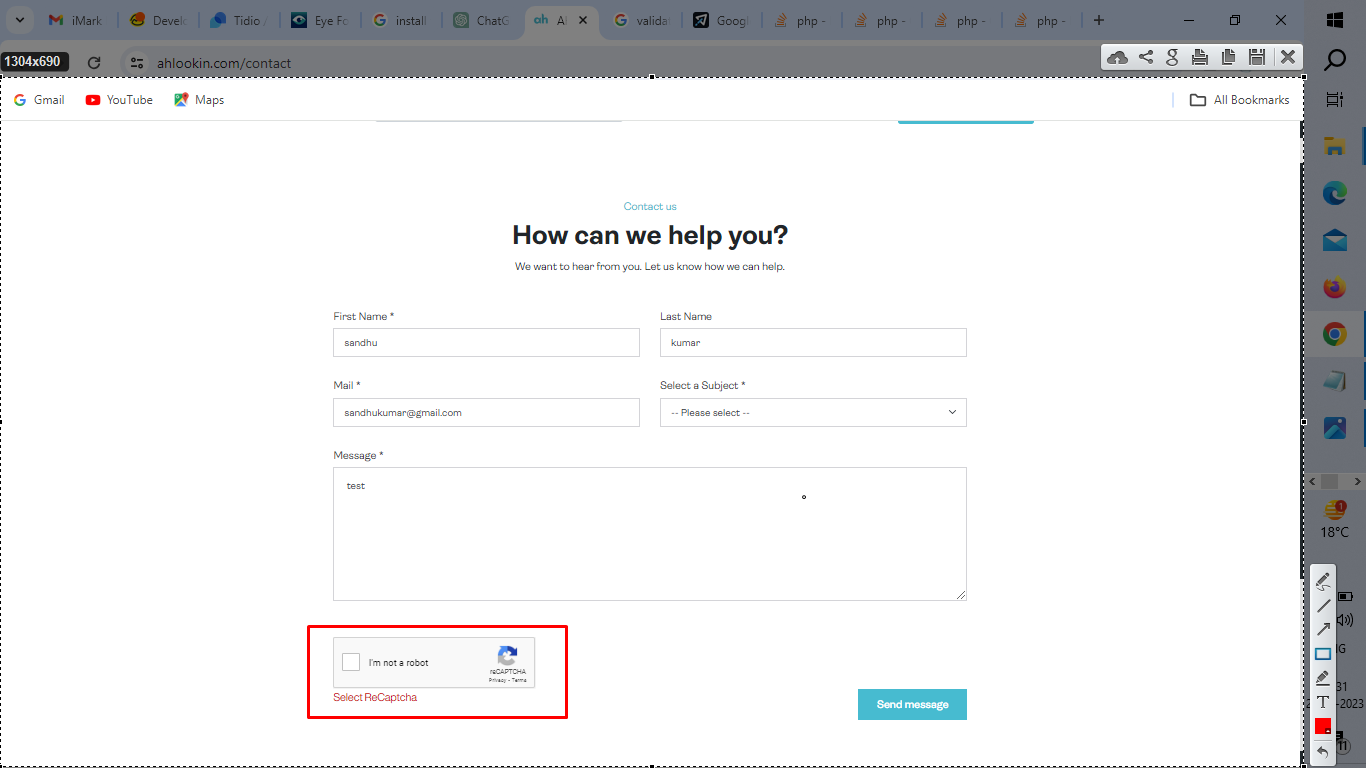 iMark
Develo
Tidio /
Eye Fo
install
ChatG
ah
Al
valida
Googl
php -
php -
php -
php -
1304x690
ahlookin.com/contact
Gmail
YouTube
Maps
All Bookmarks
Contact us
How can we help you?
We want to hear from you. Let us know how we can help.
First Name *
Last Name
sandhu
kumar
Mail *
Select a Subject *
sandhukumar@gmail.com
-- Please select --
Message *
test
I'm not a robot
reCAPTCHA
Privacy - Terms
Select ReCaptcha
Send message
1
18°C
G
31
-2023
T
11